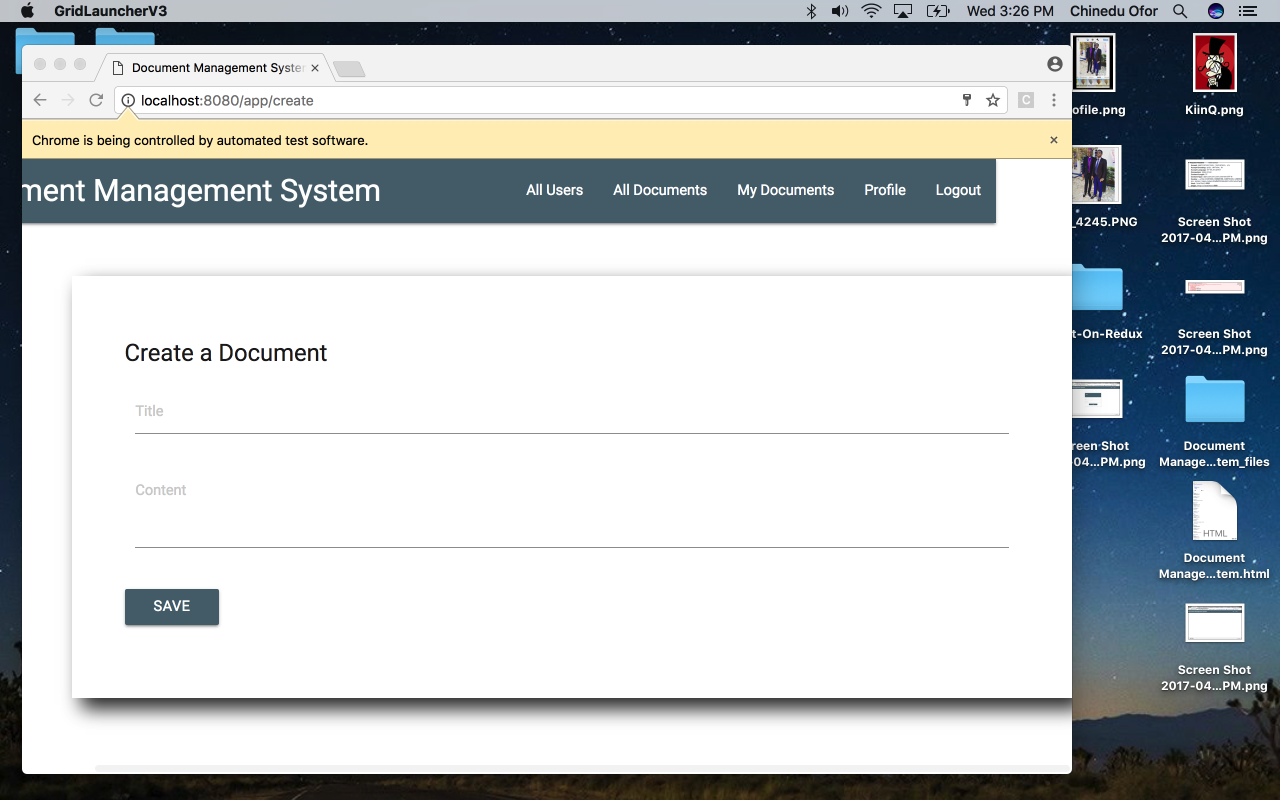 GridLauncherV3
Wed 3:26 PM
Chinedu Ofor
Document Management Syster
localhost:8080/app/create
C
Chrome is being controlled by automated test software.
ment Management System
All Users
All Documents
My Documents
Profile
Logout
Create a Document
Title
Content
SAVE
ofile.png
KiinQ.png
_4245.PNG
Screen Shot
2017-04...PM.png
t-On-Redux
Screen Shot
2017-04...PM.png
reen Shot
-04...PM.png
Document
Manage...tem_files
HTML
Document
Manage...tem.html
Screen Shot
2017-04...PM.png